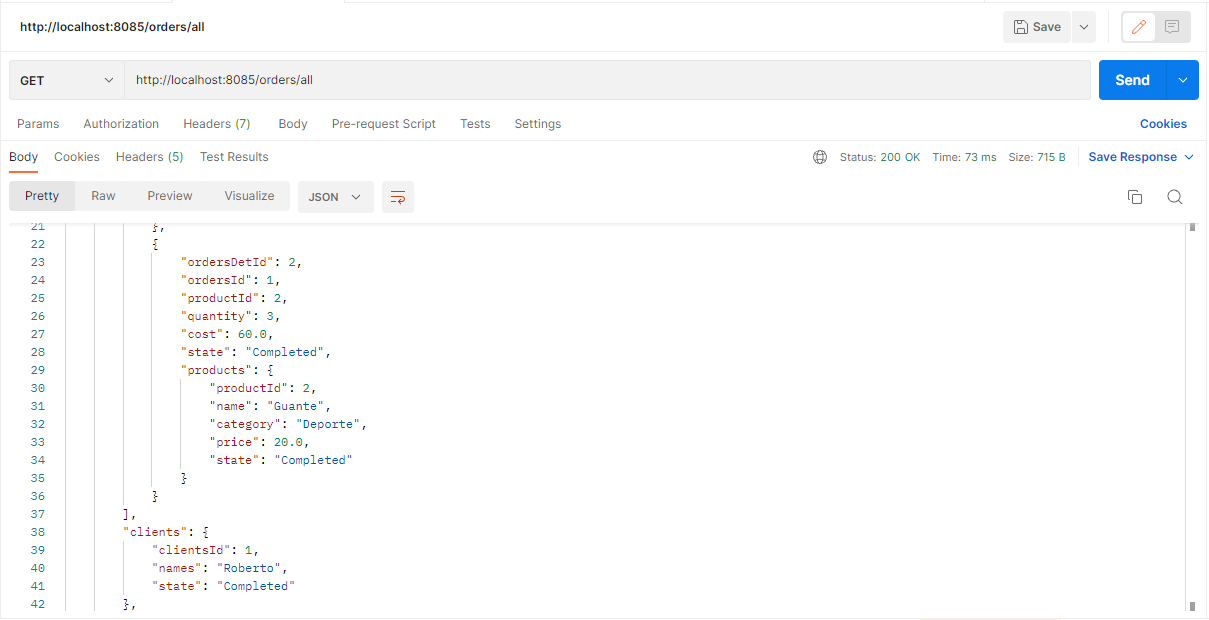 http://localhost:8085/orders/all
Save
GET http://localhost:8085/orders/all Send
Params Authorization Headers (7) Body Pre-request Script Tests Settings Cookies
Body Cookies Headers (5) Test Results Status: 200 OK Time: 73 ms Size: 715 B Save Response
Pretty Raw Preview Visualize JSON
21 },
22 {
23 "ordersDetId": 2,
24 "ordersId": 1,
25 "productId": 2,
26 "quantity": 3,
27 "cost": 60.0,
28 "state": "Completed",
29 "products": {
30 "productId": 2,
31 "name": "Guante",
32 "category": "Deporte",
33 "price": 20.0,
34 "state": "Completed"
35 }
36 }
37 ],
38 "clients": {
39 "clientsId": 1,
40 "names": "Roberto",
41 "state": "Completed"
42 },